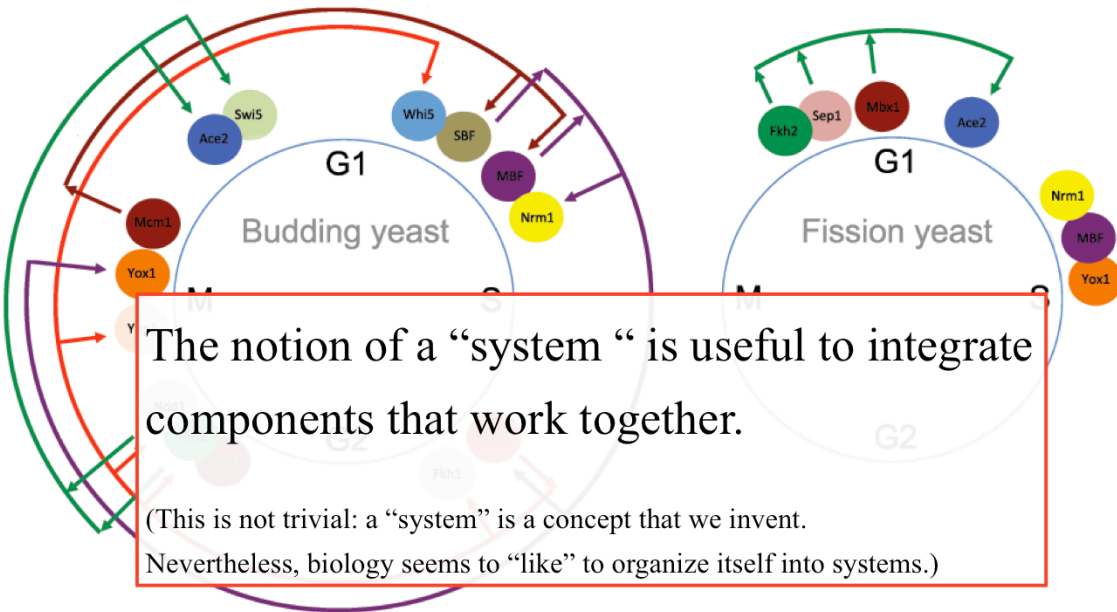 Swi5
Ace2
Whi5
SBF
G1
MBF
Nrm1
Mcm1
Budding yeast
Yox1
M
S
G2
Fkh1
Fkh2
Sep1
Mbx1
Ace2
G1
Nrm1
Fission yeast
MBF
Yox1
M
S
G2
The notion of a “system “ is useful to integrate
components that work together.
(This is not trivial: a “system” is a concept that we invent.
Nevertheless, biology seems to “like” to organize itself into systems.)